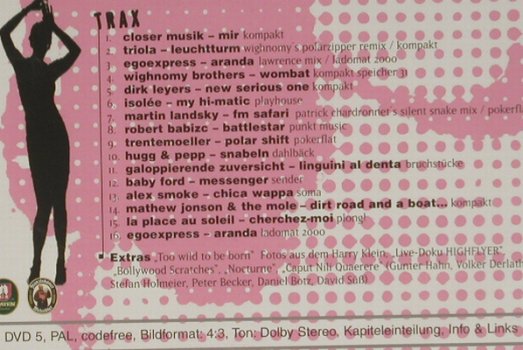 TRAX
1. closer musik – mir kompakt
2. triola – leuchtturm wighnomy's polarzipper remix / kompakt
3. egoexpress – aranda lawrence mix / ladomat 2000
4. wighnomy brothers – wombat kompakt speicher 31
5. dirk leyers – new serious one kompakt
6. isolée – my hi-matic playhouse
7. martin landsky – fm safari patrick chardronnet's silent snake mix / pokerfla
8. robert babizc – battlestar punkt music
9. trentemoeller – polar shift pokerflat
10. hugg & pepp – snabeln dahlbäck
11. galoppierende zuversicht – linguini al denta bruchstücke
12. baby ford – messenger sender
13. alex smoke – chica wappa soma
14. mathew jonson & the mole – dirt road and a boat... kompakt
15. la place au soleil – cherchez-moi plongl
16. egoexpress – aranda ladomat 2000
Extras „Too wild to be born" Fotos aus dem Harry Klein, „Live-Doku HIGHFLYER",
„Bollywood Scratches", „Nocturne", „Caput Nili Quaerere" (Gunter Hahn, Volker Derlath
Stefan Holmeier, Peter Becker, Daniel Botz, David Süß)
DVD 5, PAL, codefree, Bildformat: 4:3, Ton: Dolby Stereo, Kapiteleinteilung, Info & Links